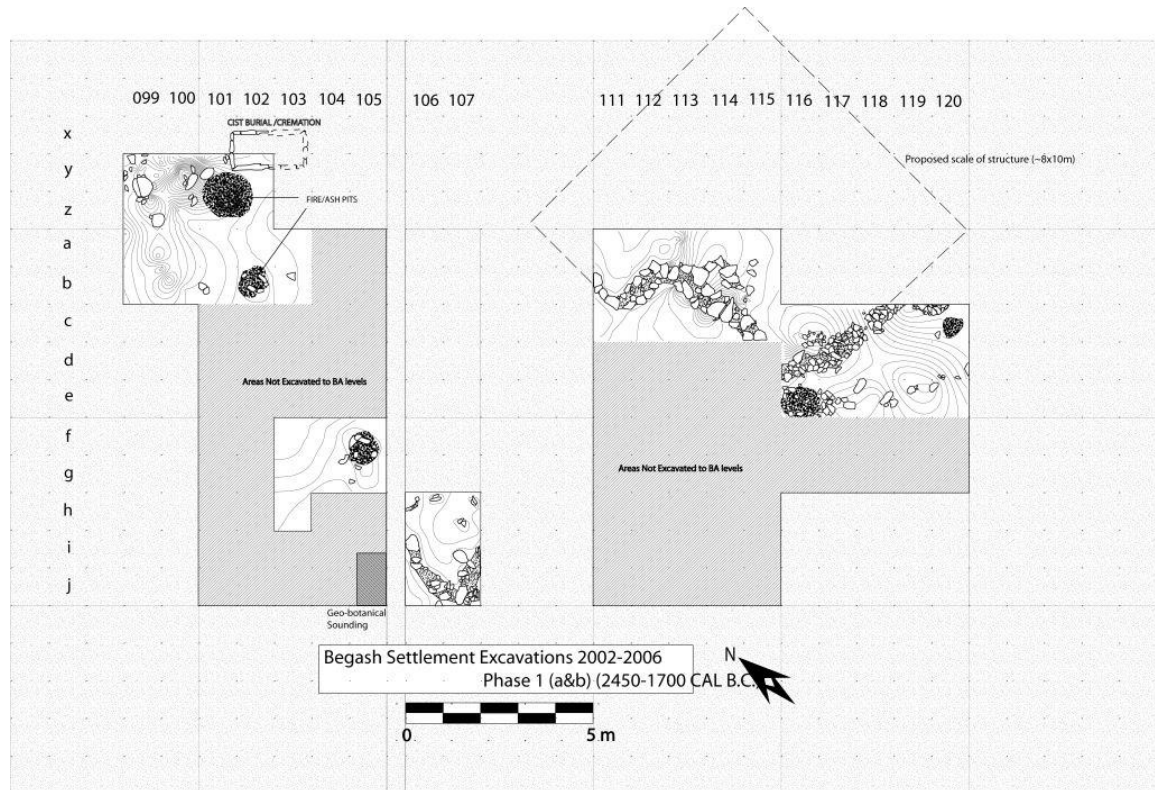 099 100 101 102 103 104 105 106 107 111 112 113 114 115 116 117 118 119 120
CIST BURIAL /CREMATION
x
y
Proposed scale of structure (~8x10m)
FIRE/ASH PITS
z
a
b
c
d
Areas Not Excavated to BA levels
e
f
g
Areas Not Excavated to BA levels
h
i
j
Geo-botanical
Sounding
Begash Settlement Excavations 2002-2006
N
Phase 1 (a&b) (2450-1700 CAL B.C.)
0 5 m